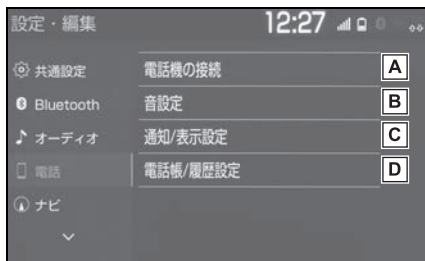 設定・編集 12:27
共通設定
電話機の接続 A
Bluetooth
音設定 B
オーディオ
通知/表示設定 C
電話
電話帳/履歴設定 D
ナビ